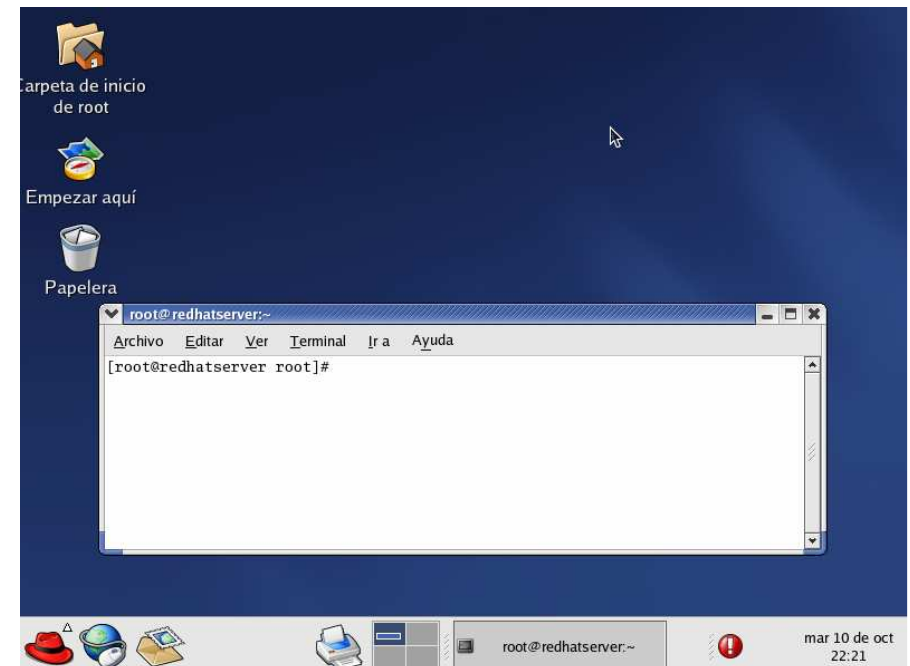 Carpeta de inicio
de root
Empezar aquí
Papelera
root@redhatserver:~
Archivo Editar Ver Terminal Ir a Ayuda
[root@redhatserver root]#
root@redhatserver:~
mar 10 de oct
22:21